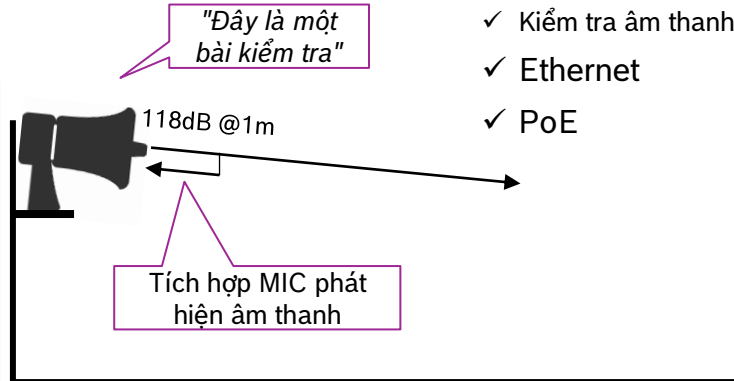 "Đây là một
bài kiểm tra"
✓ Kiểm tra âm thanh
✓ Ethernet
✓ PoE
118dB @1m
Tích hợp MIC phát
hiện âm thanh